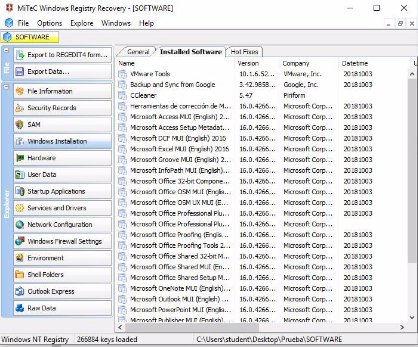 MiTeC Windows Registry Recovery - [SOFTWARE]
File Options Explore Windows Help
SOFTWARE
File
Export to REGEDIT4 form...
Export Data...
Explorer
File Information
Security Records
SAM
Windows Installation
Hardware
User Data
Startup Applications
Services and Drivers
Network Configuration
Windows Firewall Settings
Environment
Shell Folders
Outlook Express
Raw Data
General Installed Software Hot Fixes
Name Version Company Datetime
VMware Tools 10.1.6.52... VMware, Inc. 20181003
Backup and Sync from Google 3.42.9858... Google, Inc. 20181003
CCleaner 5.47 Piriform
Herramientas de corrección de M... 16.0.4266... Microsoft Corp... 20181003
Microsoft Access MUI (English) 2... 16.0.4266... Microsoft Corp... 20181003
Microsoft Access Setup Metadat... 16.0.4266... Microsoft Corp... 20181003
Microsoft DCF MUI (English) 2016 16.0.4266... Microsoft Corp... 20181003
Microsoft Excel MUI (English) 2016 16.0.4266... Microsoft Corp... 20181003
Microsoft Groove MUI (English) 2... 16.0.4266... Microsoft Corp... 20181003
Microsoft InfoPath MUI (English)... 16.0.4266... Microsoft Corp... 20181003
Microsoft Office 32-bit Compone... 16.0.4266... Microsoft Corp... 20181003
Microsoft Office OSM MUI (Englis... 16.0.4266... Microsoft Corp... 20181003
Microsoft Office OSM UX MUI (E... 16.0.4266... Microsoft Corp... 20181003
Microsoft Office Professional Plu... 16.0.4266... Microsoft Corp... 20181003
Microsoft Office Professional Plu... 16.0.4266... Microsoft Corp...
Microsoft Office Proofing (Englis... 16.0.4266... Microsoft Corp... 20181003
Microsoft Office Proofing Tools 2... 16.0.4266... Microsoft Corp... 20181003
Microsoft Office Shared 32-bit M... 16.0.4266... Microsoft Corp... 20181003
Microsoft Office Shared MUI (En... 16.0.4266... Microsoft Corp... 20181003
Microsoft Office Shared Setup M... 16.0.4266... Microsoft Corp... 20181003
Microsoft OneNote MUI (English)... 16.0.4266... Microsoft Corp... 20181003
Microsoft Outlook MUI (English)... 16.0.4266... Microsoft Corp... 20181003
Microsoft PowerPoint MUI (Englis... 16.0.4266... Microsoft Corp... 20181003
Microsoft Publisher MUI (English)... 16.0.4266... Microsoft Corp... 20181003
Windows NT Registry 266884 keys loaded C:\Users\student\Desktop\Prueba\SOFTWARE